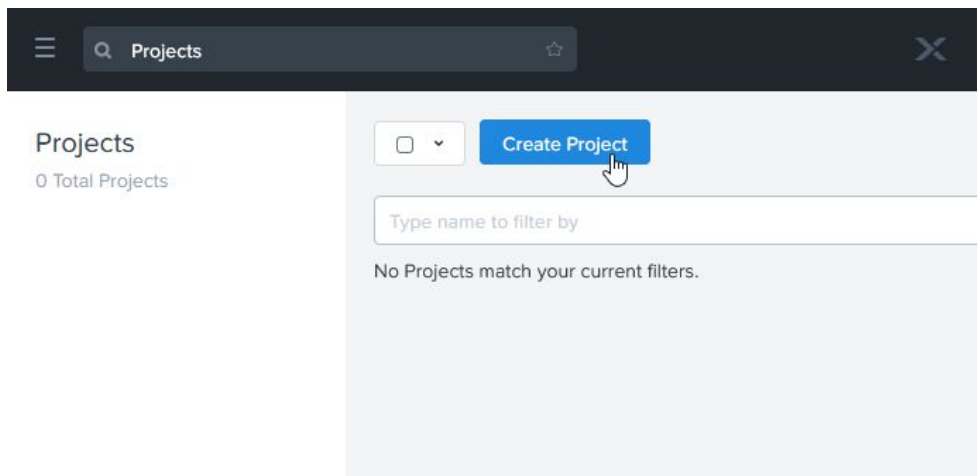 Projects
Projects
0 Total Projects
Create Project
Type name to filter by
No Projects match your current filters.